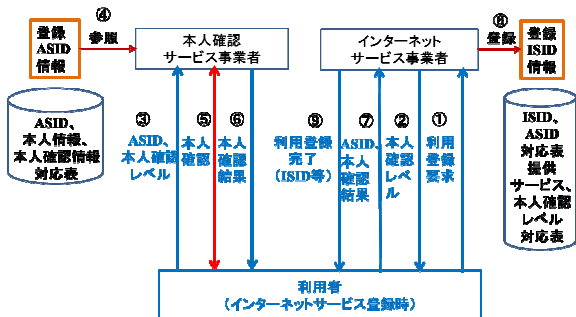 ④
参照
登録
ASID
情報
本人確認
サービス事業者
インターネット
サービス事業者
⑧
登録
登録
ISID
情報
ASID、
本人情報、
本人確認情報
対応表
③
ASID、
本人確認
レベル
⑤
本人
確認
⑥
本人
確認
結果
⑨
利用登録
完了
(ISID等)
⑦
ASID、
本人
確認
結果
②
本人
確認
レベ
ル
①
利用
登録
要求
ISID、
ASID
対応表
提供
サービス、
本人確認
レベル
対応表
利用者
(インターネットサービス登録時)